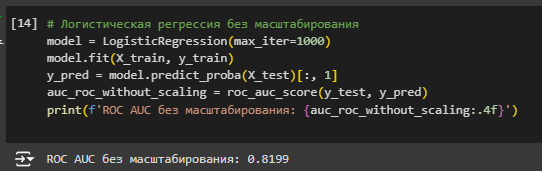 [14] # Логистическая регрессия без масштабирования
model = LogisticRegression(max_iter=1000)
model.fit(X_train, y_train)
y_pred = model.predict_proba(X_test)[:, 1]
auc_roc_without_scaling = roc_auc_score(y_test, y_pred)
print(f'ROC AUC без масштабирования: {auc_roc_without_scaling:.4f}')
ROC AUC без масштабирования: 0.8199